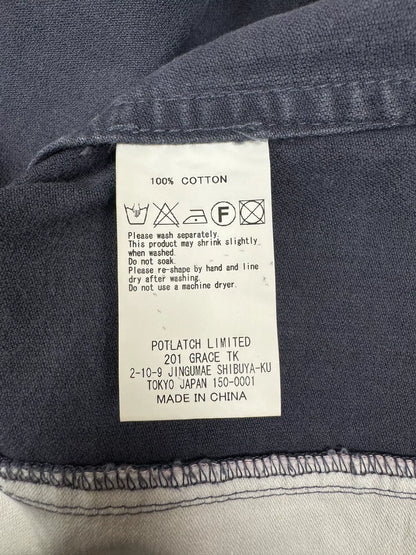 100% COTTON
F
Please wash separately.
This product may shrink slightly
when washed.
Do not soak.
Please re-shape by hand and line
dry after washing.
Do not use a machine dryer.
POTLATCH LIMITED
201 GRACE TK
2-10-9 JINGUMAE SHIBUYA-KU
TOKYO JAPAN 150-0001
MADE IN CHINA